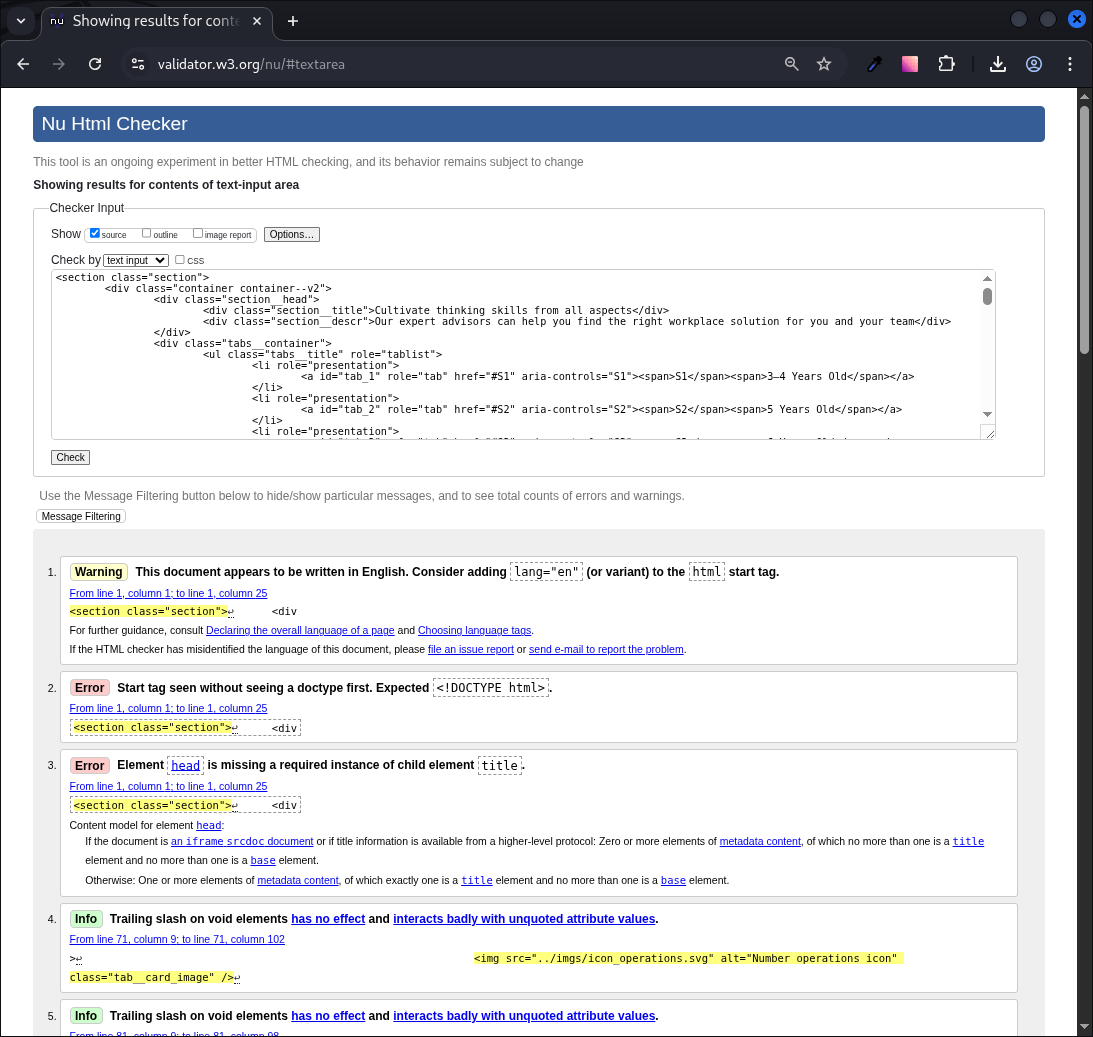 nu Showing results for conte
validator.w3.org/nu/#textarea
Nu Html Checker
This tool is an ongoing experiment in better HTML checking, and its behavior remains subject to change
Showing results for contents of text-input area
Checker Input
Show source outline image report Options...
Check by text input css
<section class="section">
<div class="container container--v2">
<div class="section__head">
<div class="section__title">Cultivate thinking skills from all aspects</div>
<div class="section__descr">Our expert advisors can help you find the right workplace solution for you and your team</div>
</div>
<div class="tabs__container">
<ul class="tabs__title" role="tablist">
<li role="presentation">
<a id="tab_1" role="tab" href="#S1" aria-controls="S1"><span>S1</span><span>3–4 Years Old</span></a>
</li>
<li role="presentation">
<a id="tab_2" role="tab" href="#S2" aria-controls="S2"><span>S2</span><span>5 Years Old</span></a>
</li>
<li role="presentation">
Check
Use the Message Filtering button below to hide/show particular messages, and to see total counts of errors and warnings.
Message Filtering
1. Warning This document appears to be written in English. Consider adding lang="en" (or variant) to the html start tag.
From line 1, column 1; to line 1, column 25
<section class="section">↩ <div
For further guidance, consult Declaring the overall language of a page and Choosing language tags.
If the HTML checker has misidentified the language of this document, please file an issue report or send e-mail to report the problem.
2. Error Start tag seen without seeing a doctype first. Expected <!DOCTYPE html>.
From line 1, column 1; to line 1, column 25
<section class="section">↩ <div
3. Error Element head is missing a required instance of child element title.
From line 1, column 1; to line 1, column 25
<section class="section">↩ <div
Content model for element head:
If the document is an iframe srcdoc document or if title information is available from a higher-level protocol: Zero or more elements of metadata content, of which no more than one is a title
element and no more than one is a base element.
Otherwise: One or more elements of metadata content, of which exactly one is a title element and no more than one is a base element.
4. Info Trailing slash on void elements has no effect and interacts badly with unquoted attribute values.
From line 71, column 9; to line 71, column 102
>↩ <img src="../imgs/icon_operations.svg" alt="Number operations icon"
class="tab__card_image" />↩
5. Info Trailing slash on void elements has no effect and interacts badly with unquoted attribute values.
From line 81, column 9; to line 81, column 98